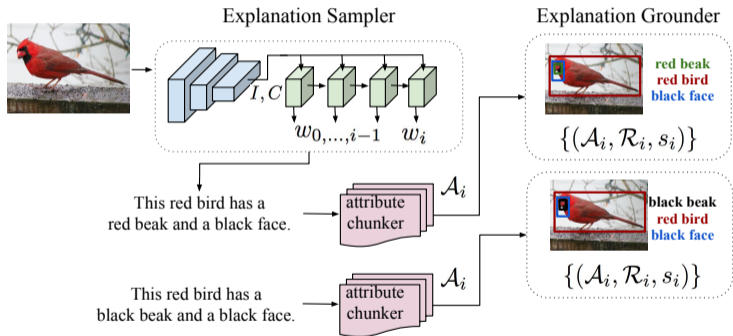 Explanation Sampler
Explanation Grounder
I, C
w₀,...,ᵢ₋₁
wᵢ
red beak
red bird
black face
{(𝒜ᵢ, ℛᵢ, sᵢ)}
This red bird has a
red beak and a black face.
attribute
chunker
𝒜ᵢ
black beak
red bird
black face
{(𝒜ᵢ, ℛᵢ, sᵢ)}
This red bird has a
black beak and a black face.
attribute
chunker
𝒜ᵢ